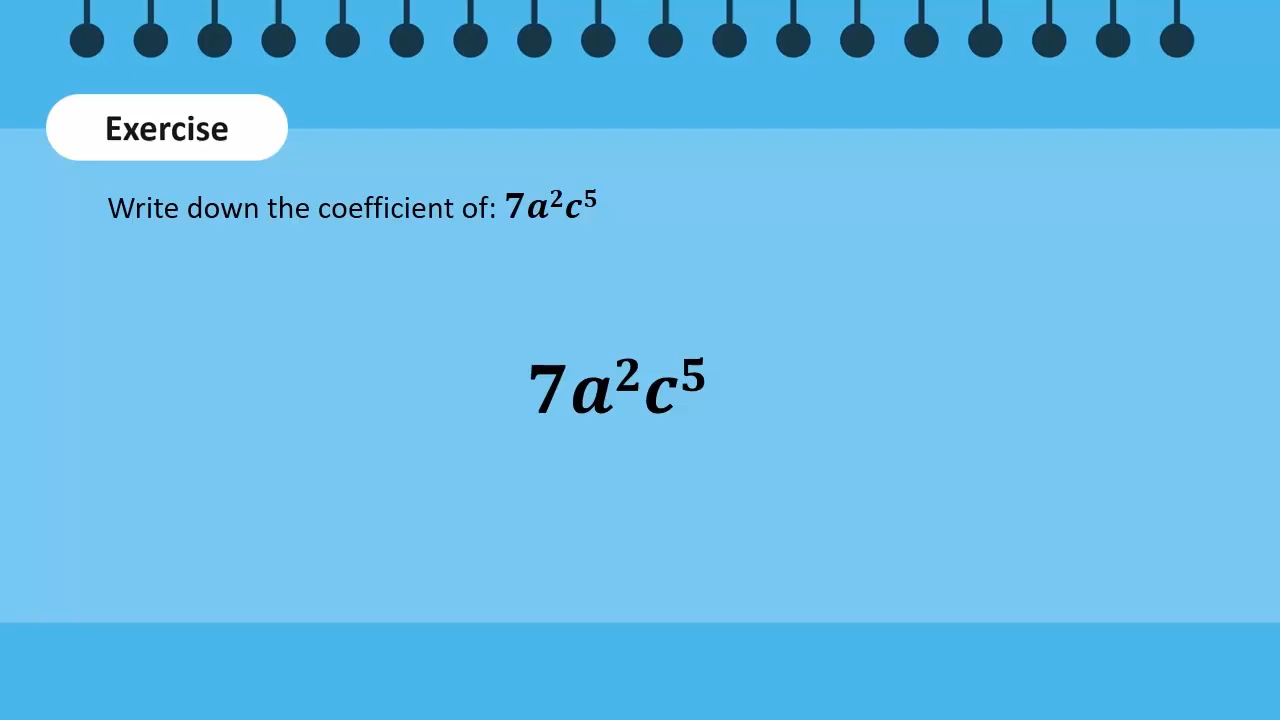 Exercise
Write down the coefficient of: 7a²c⁵
7a²c⁵